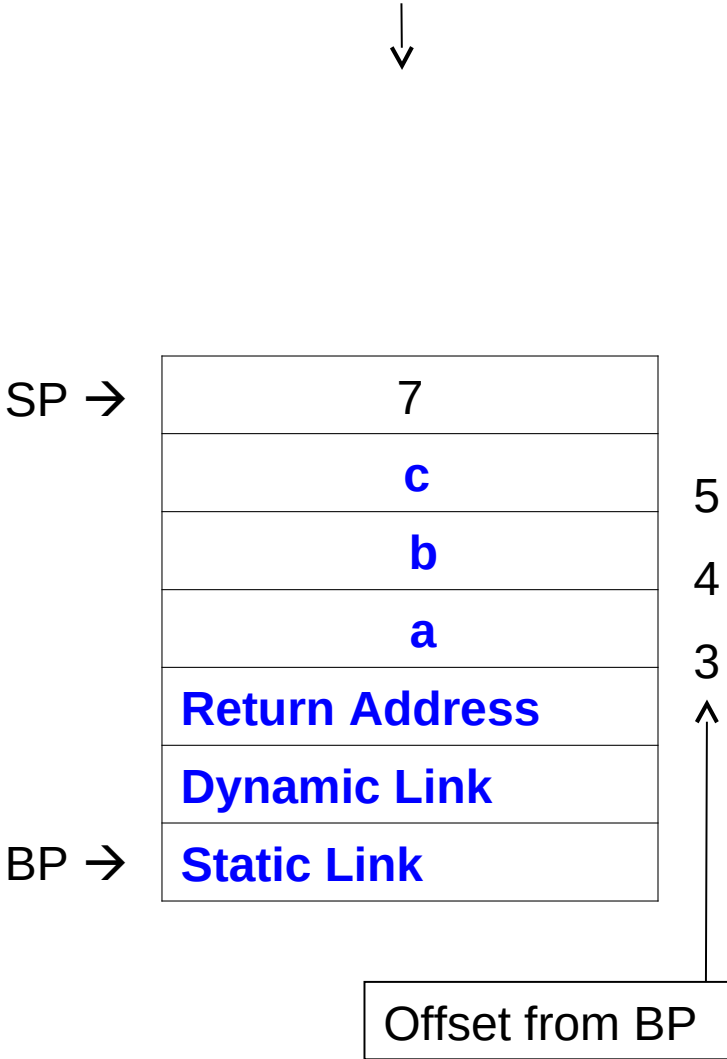 SP → 7
c 5
b 4
a 3
Return Address
Dynamic Link
BP → Static Link
Offset from BP